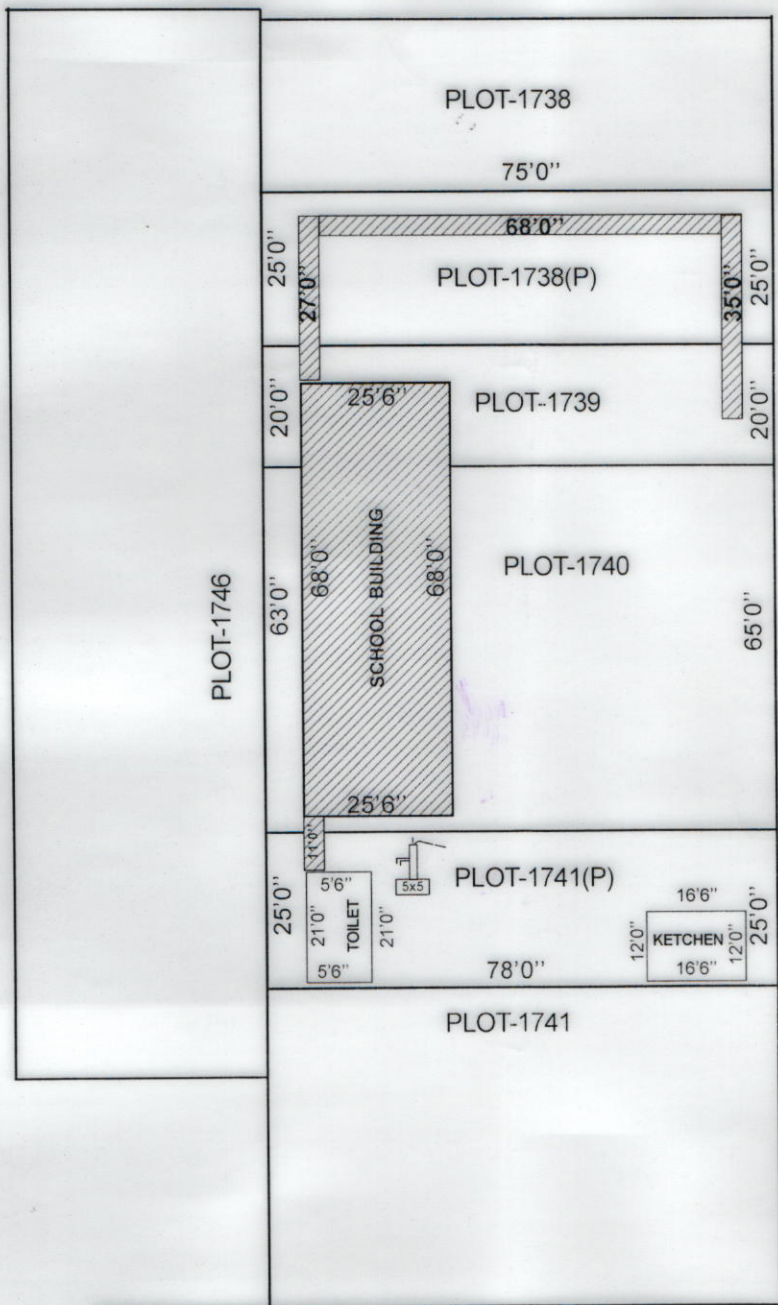 PLOT-1738
75'0"
68'0"
25'0"
27'0"
PLOT-1738(P)
35'0"
25'0"
20'0"
25'6"
PLOT-1739
20'0"
PLOT-1746
63'0"
68'0"
SCHOOL BUILDING
68'0"
PLOT-1740
65'0"
25'6"
11'0"
25'0"
5'6"
21'0"
TOILET
21'0"
5'6"
5x5
PLOT-1741(P)
78'0"
16'6"
12'0"
KETCHEN
12'0"
16'6"
25'0"
PLOT-1741